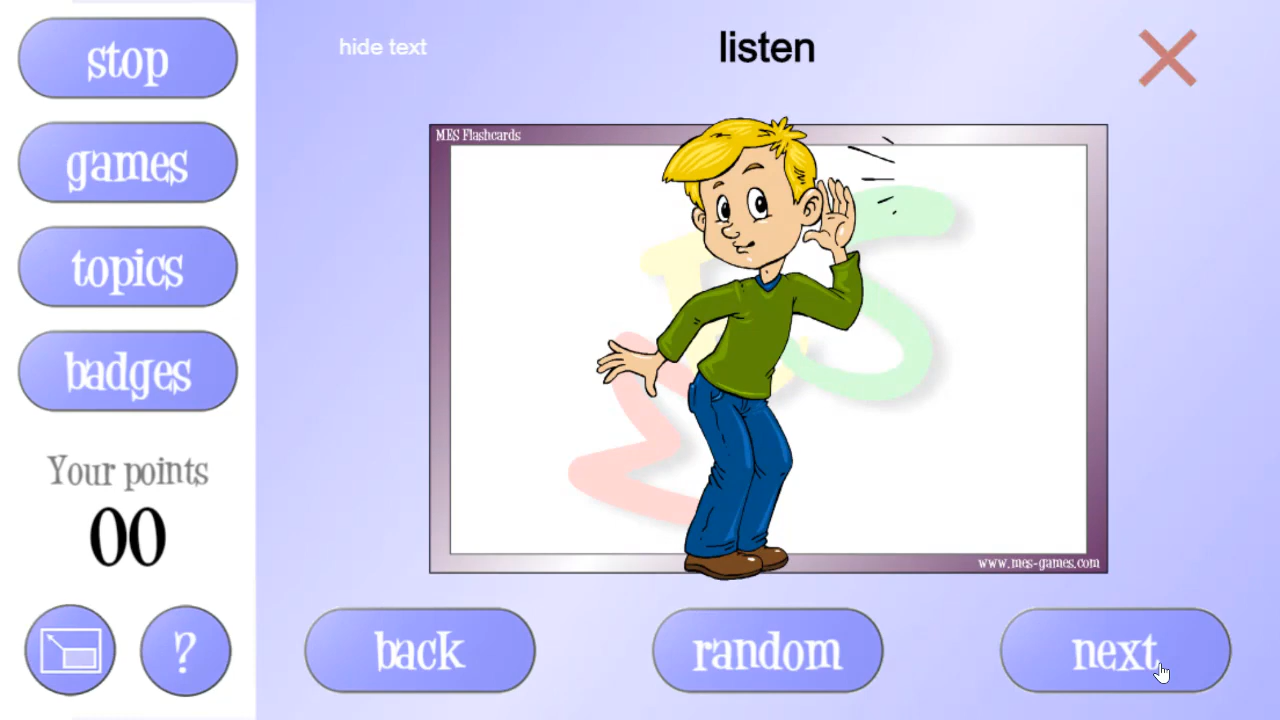 stop
games
topics
badges
Your points
00
?
hide text
listen
MES Flashcards
MES
www.mes-games.com
back
random
next